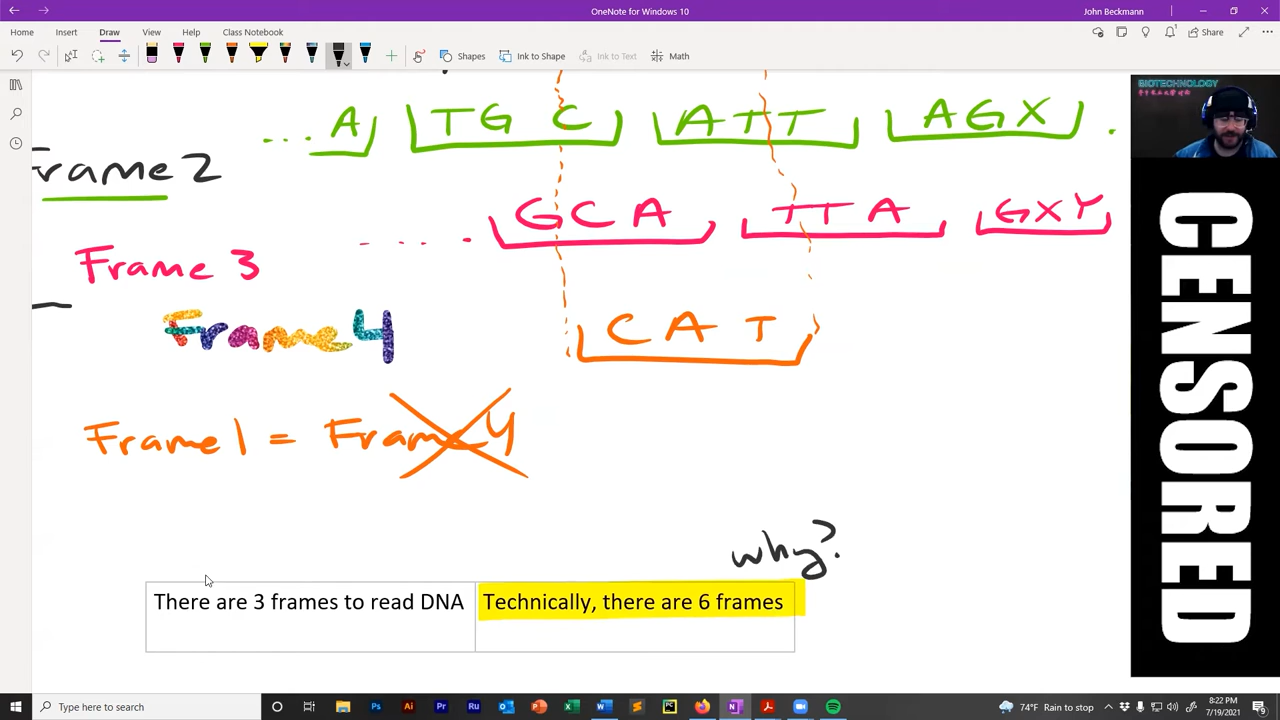 OneNote for Windows 10
John Beckmann
Home Insert Draw View Help Class Notebook
Share
Shapes Ink to Shape Ink to Text Math
BIOTECHNOLOGY
... A TGC ATT AGX .
Frame 2
..... GCA TTA GXY
Frame 3
Frame 4
CAT
Frame 1 = Frame 4
why?
There are 3 frames to read DNA Technically, there are 6 frames
CENSORED
Type here to search
74°F Rain to stop
8:22 PM
7/19/2021